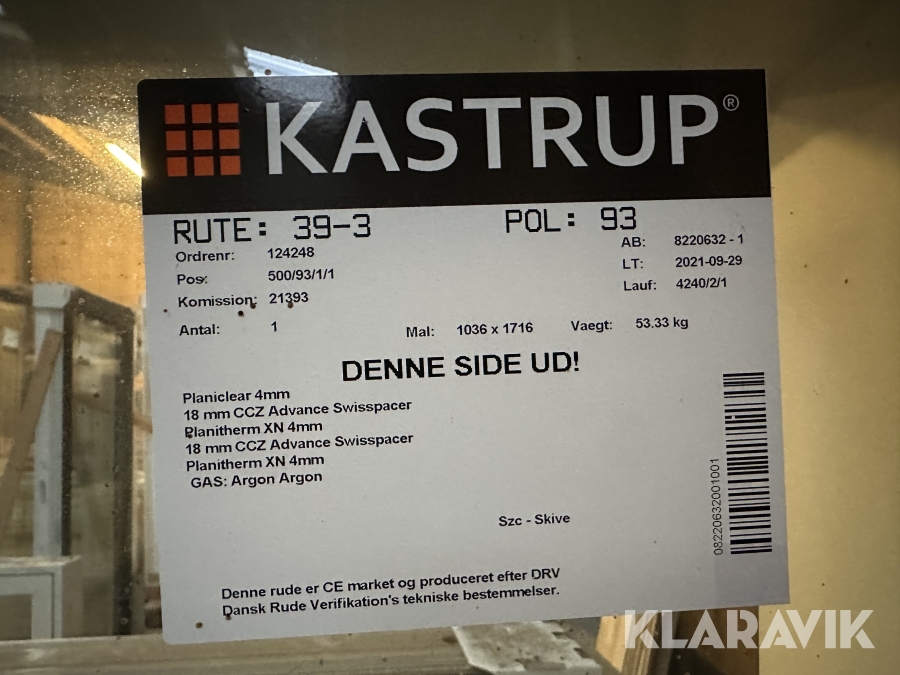 KASTRUP®
RUTE: 39-3 POL: 93
Ordrenr: 124248 AB: 8220632 - 1
Pos: 500/93/1/1 LT: 2021-09-29
Komission: 21393 Lauf: 4240/2/1
Antal: 1 Mal: 1036 x 1716 Vaegt: 53.33 kg
DENNE SIDE UD!
Planiclear 4mm
18 mm CCZ Advance Swisspacer
Planitherm XN 4mm
18 mm CCZ Advance Swisspacer
Planitherm XN 4mm
GAS: Argon Argon
08220632001001
Szc - Skive
Denne rude er CE market og produceret efter DRV
Dansk Rude Verifikation's tekniske bestemmelser.
KLARAVIK